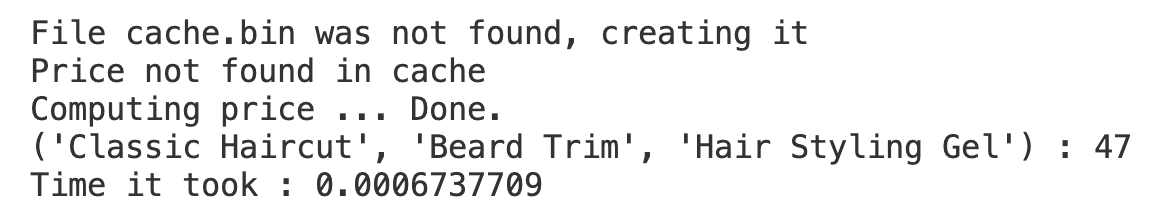 File cache.bin was not found, creating it
Price not found in cache
Computing price ... Done.
('Classic Haircut', 'Beard Trim', 'Hair Styling Gel') : 47
Time it took : 0.0006737709